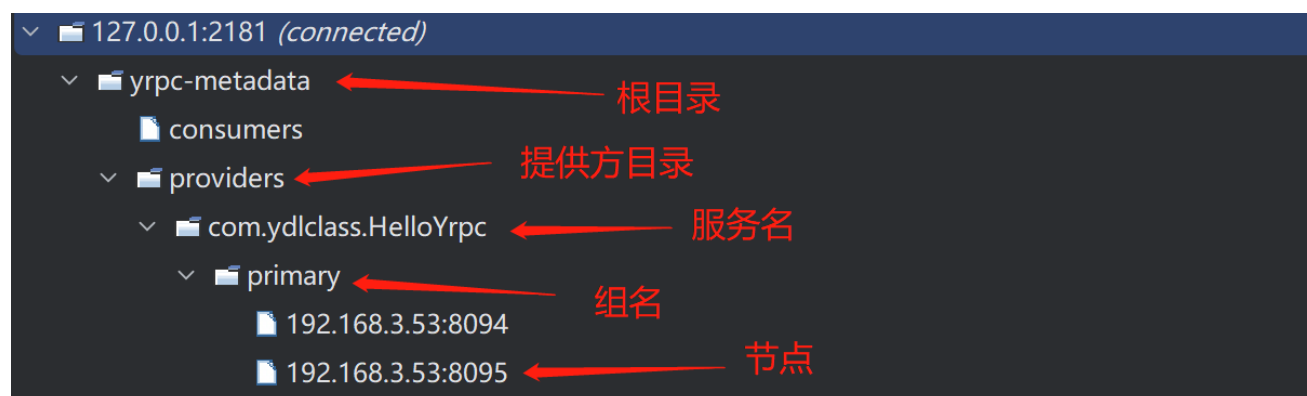 127.0.0.1:2181 (connected)
yrpc-metadata 根目录
consumers
providers 提供方目录
com.ydlclass.HelloYrpc 服务名
primary 组名
192.168.3.53:8094
192.168.3.53:8095 节点